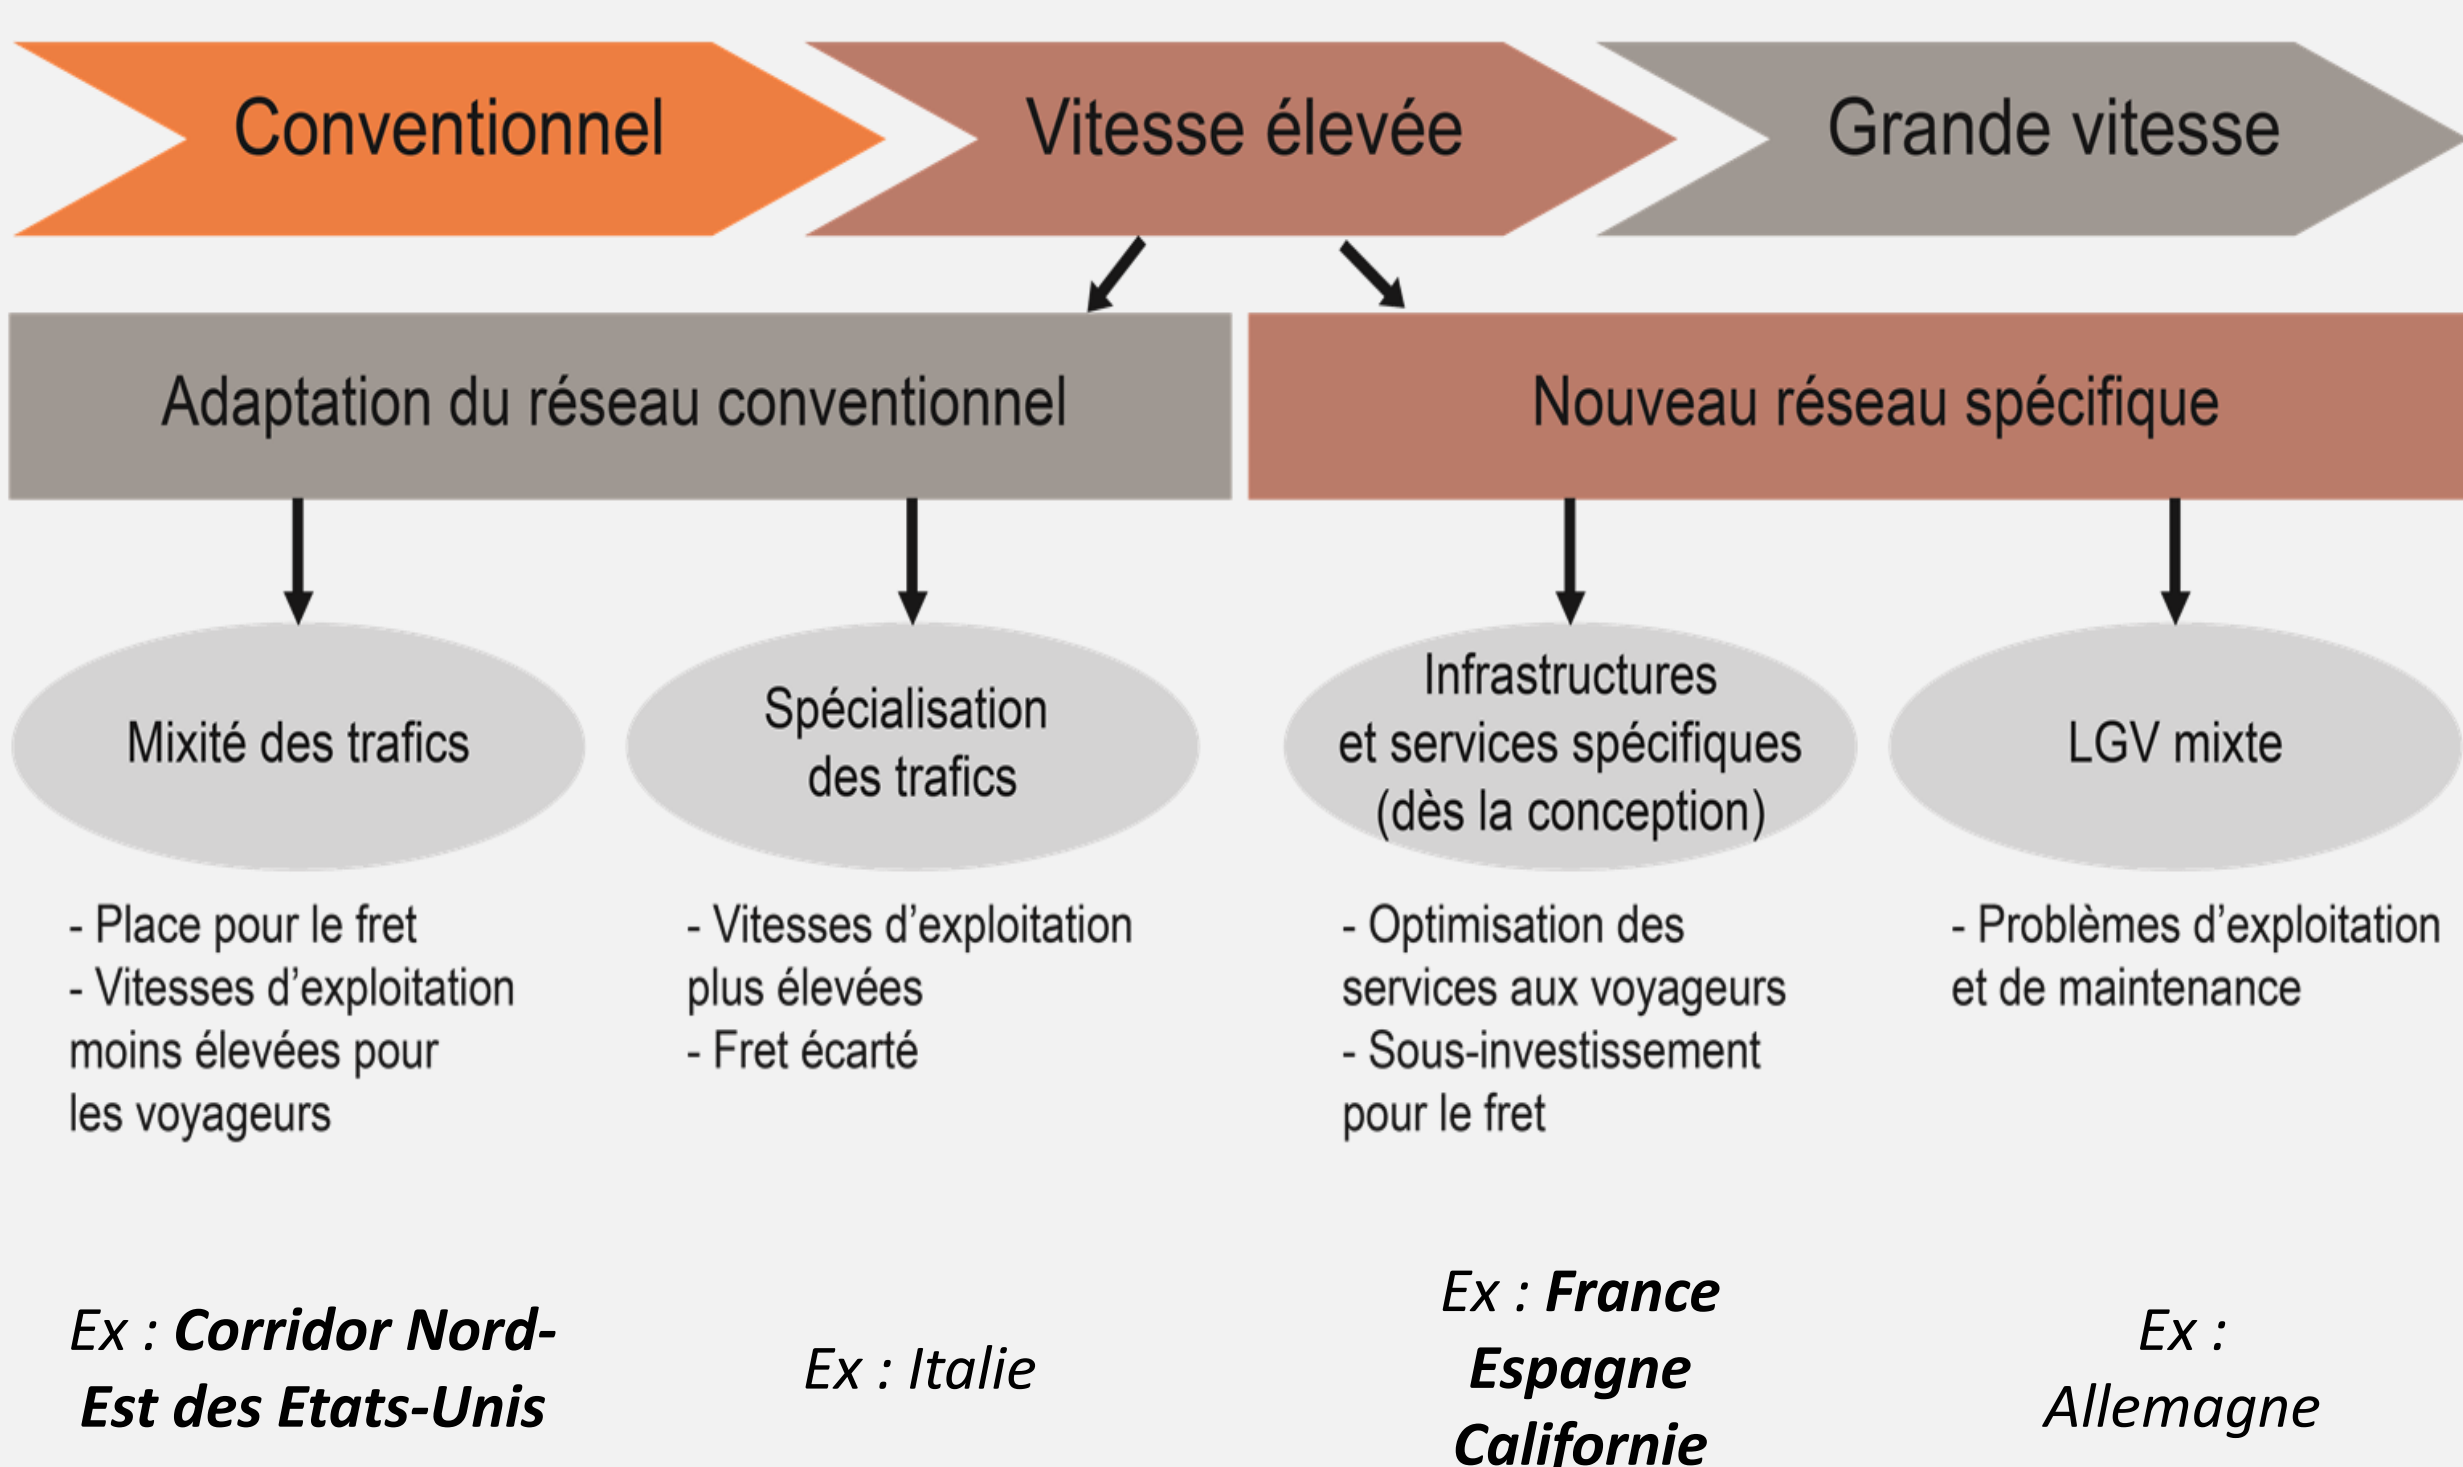 Conventionnel
Vitesse élevée
Grande vitesse
Adaptation du réseau conventionnel
Nouveau réseau spécifique
Mixité des trafics
Spécialisation
des trafics
Infrastructures
et services spécifiques
(dès la conception)
LGV mixte
- Place pour le fret
- Vitesses d’exploitation
moins élevées pour
les voyageurs
- Vitesses d’exploitation
plus élevées
- Fret écarté
- Optimisation des
services aux voyageurs
- Sous-investissement
pour le fret
- Problèmes d’exploitation
et de maintenance
Ex : Corridor Nord-
Est des Etats-Unis
Ex : Italie
Ex : France
Espagne
Californie
Ex :
Allemagne